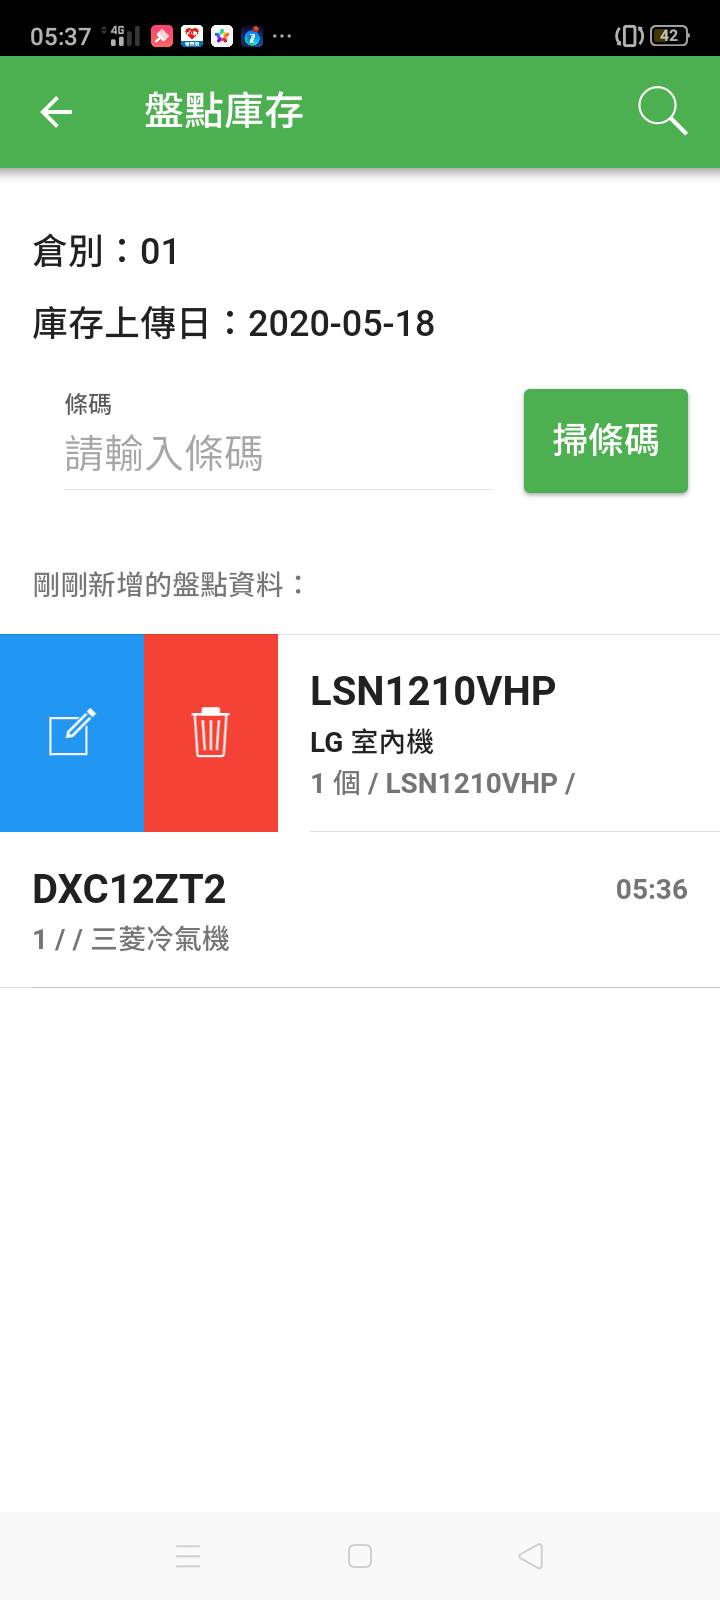 05:37
4G
42
盤點庫存
倉別：01
庫存上傳日：2020-05-18
條碼
請輸入條碼
掃條碼
剛剛新增的盤點資料：
LSN1210VHP
LG 室內機
1 個 / LSN1210VHP /
DXC12ZT2
05:36
1 / / 三菱冷氣機